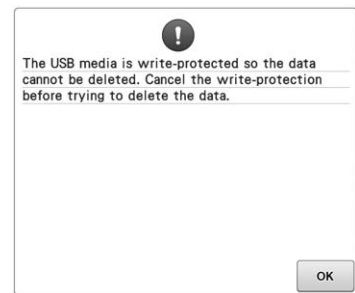 The USB media is write-protected so the data
cannot be deleted. Cancel the write-protection
before trying to delete the data.
OK